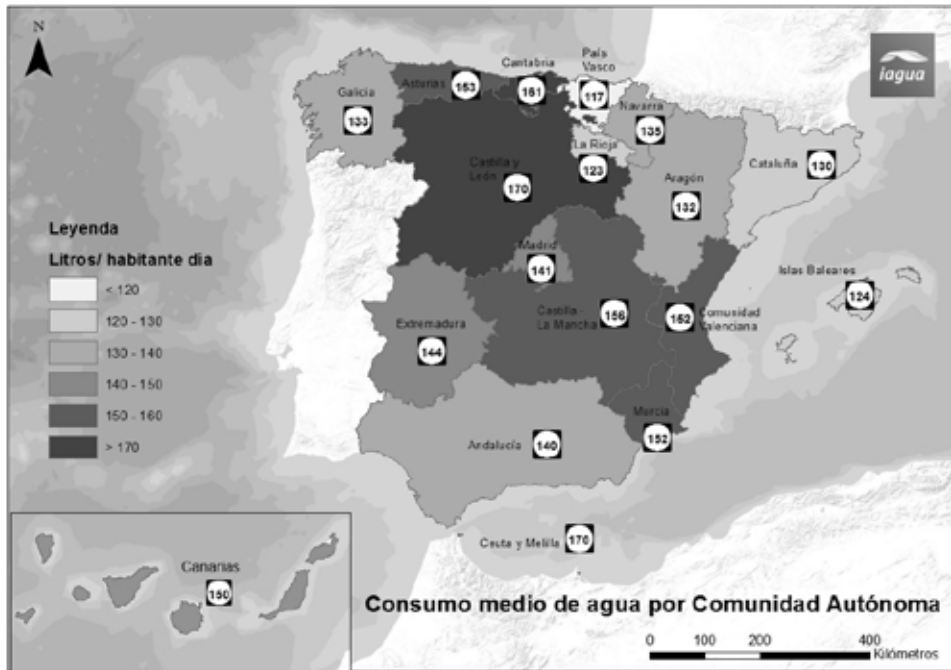 N
iagua
País
Vasco
117
Cantabria
Asturias
153
Galicia
133
Navarra
135
La Rioja
123
Cataluña
130
Castilla y
León
170
Aragón
132
Madrid
141
Islas Baleares
124
Castilla -
La Mancha
156
Comunidad
Valenciana
152
Extremadura
144
Murcia
152
Andalucía
140
Ceuta y Melilla
170
Canarias
150
Leyenda
Litros/ habitante dia
< 120
120 - 130
130 - 140
140 - 150
150 - 160
> 170
Consumo medio de agua por Comunidad Autónoma
0 100 200 400
Kilómetros